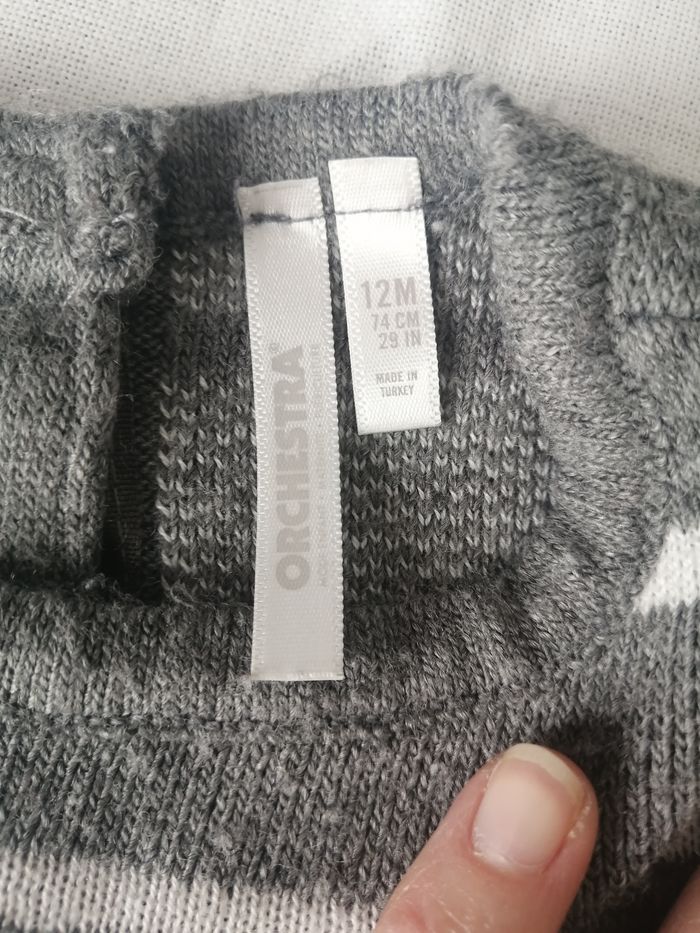 ORCHESTRA®
12M
74 CM
29 IN
MADE IN
TURKEY